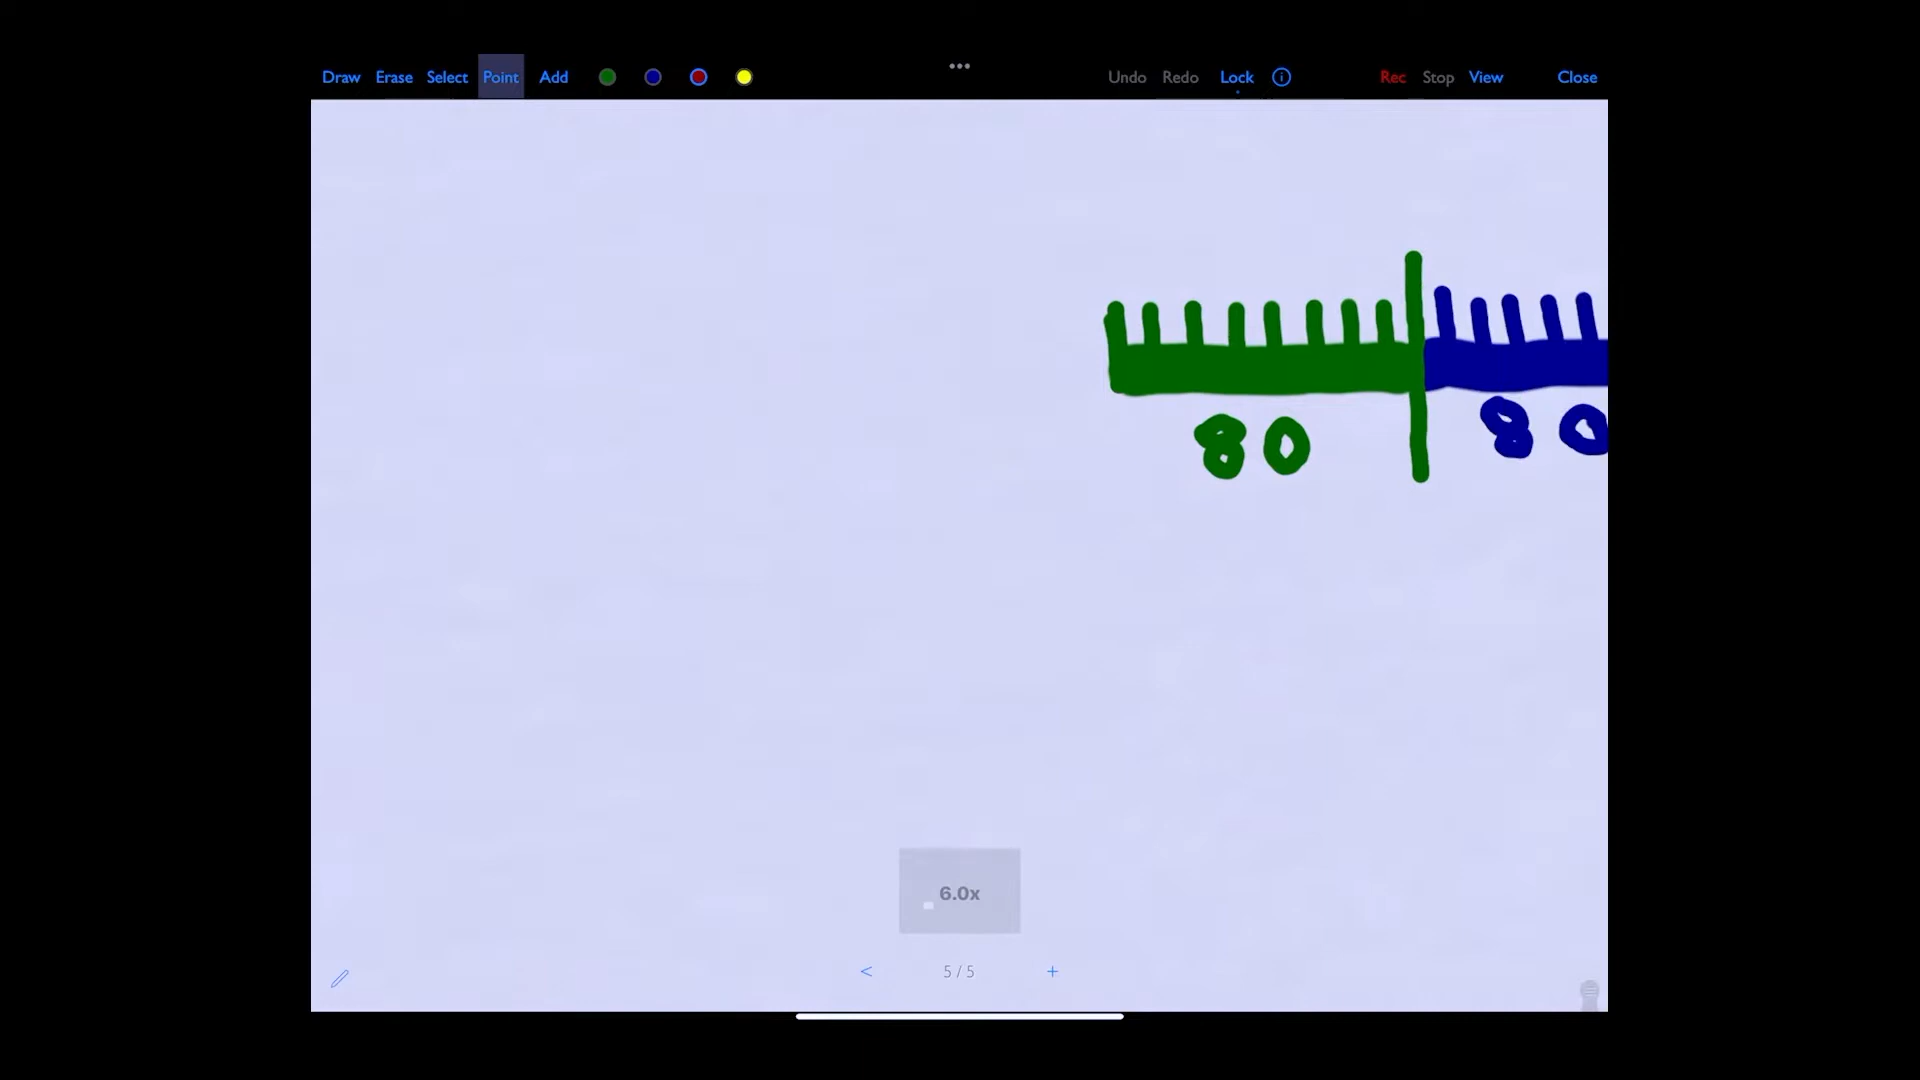 Draw Erase Select Point Add Undo Redo Lock Rec Stop View Close
80 80
6.0x
< 5 / 5 +